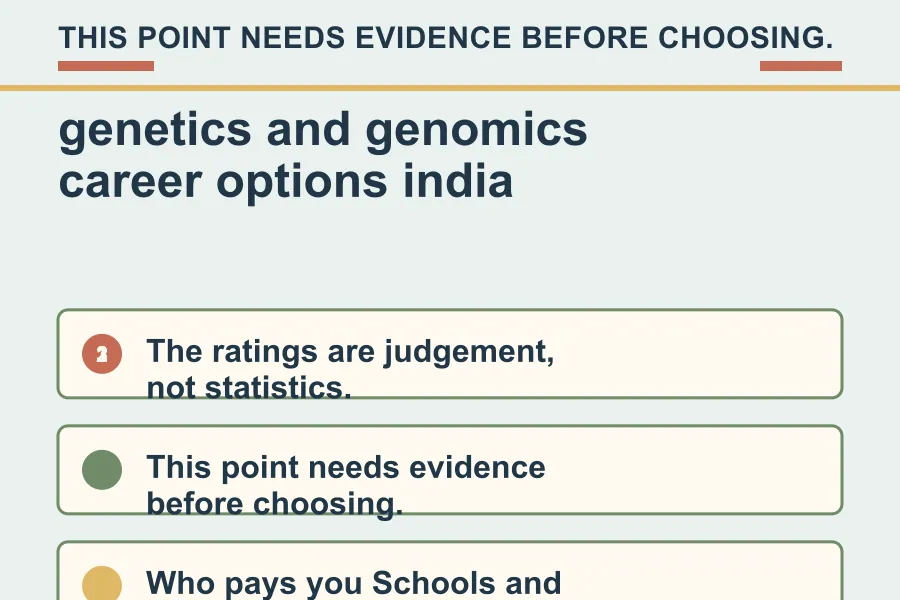 THIS POINT NEEDS EVIDENCE BEFORE CHOOSING.
genetics and genomics
career options india
The ratings are judgement,
not statistics.
This point needs evidence
before choosing.
Who pays you Schools and